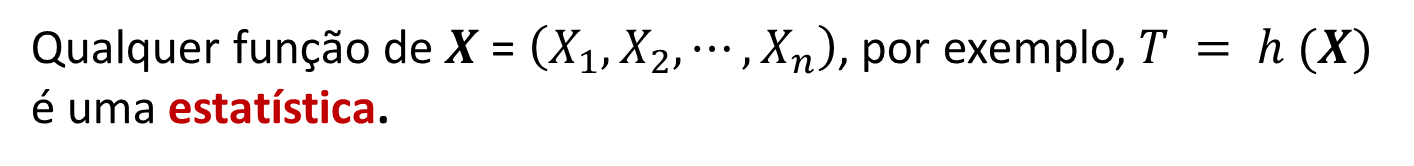 Qualquer função de X = (X₁, X₂, ⋯ , Xₙ), por exemplo, T = h (X)
é uma estatística.